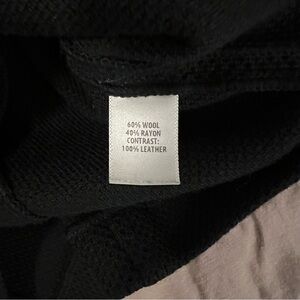 60% WOOL
40% RAYON
CONTRAST:
100% LEATHER